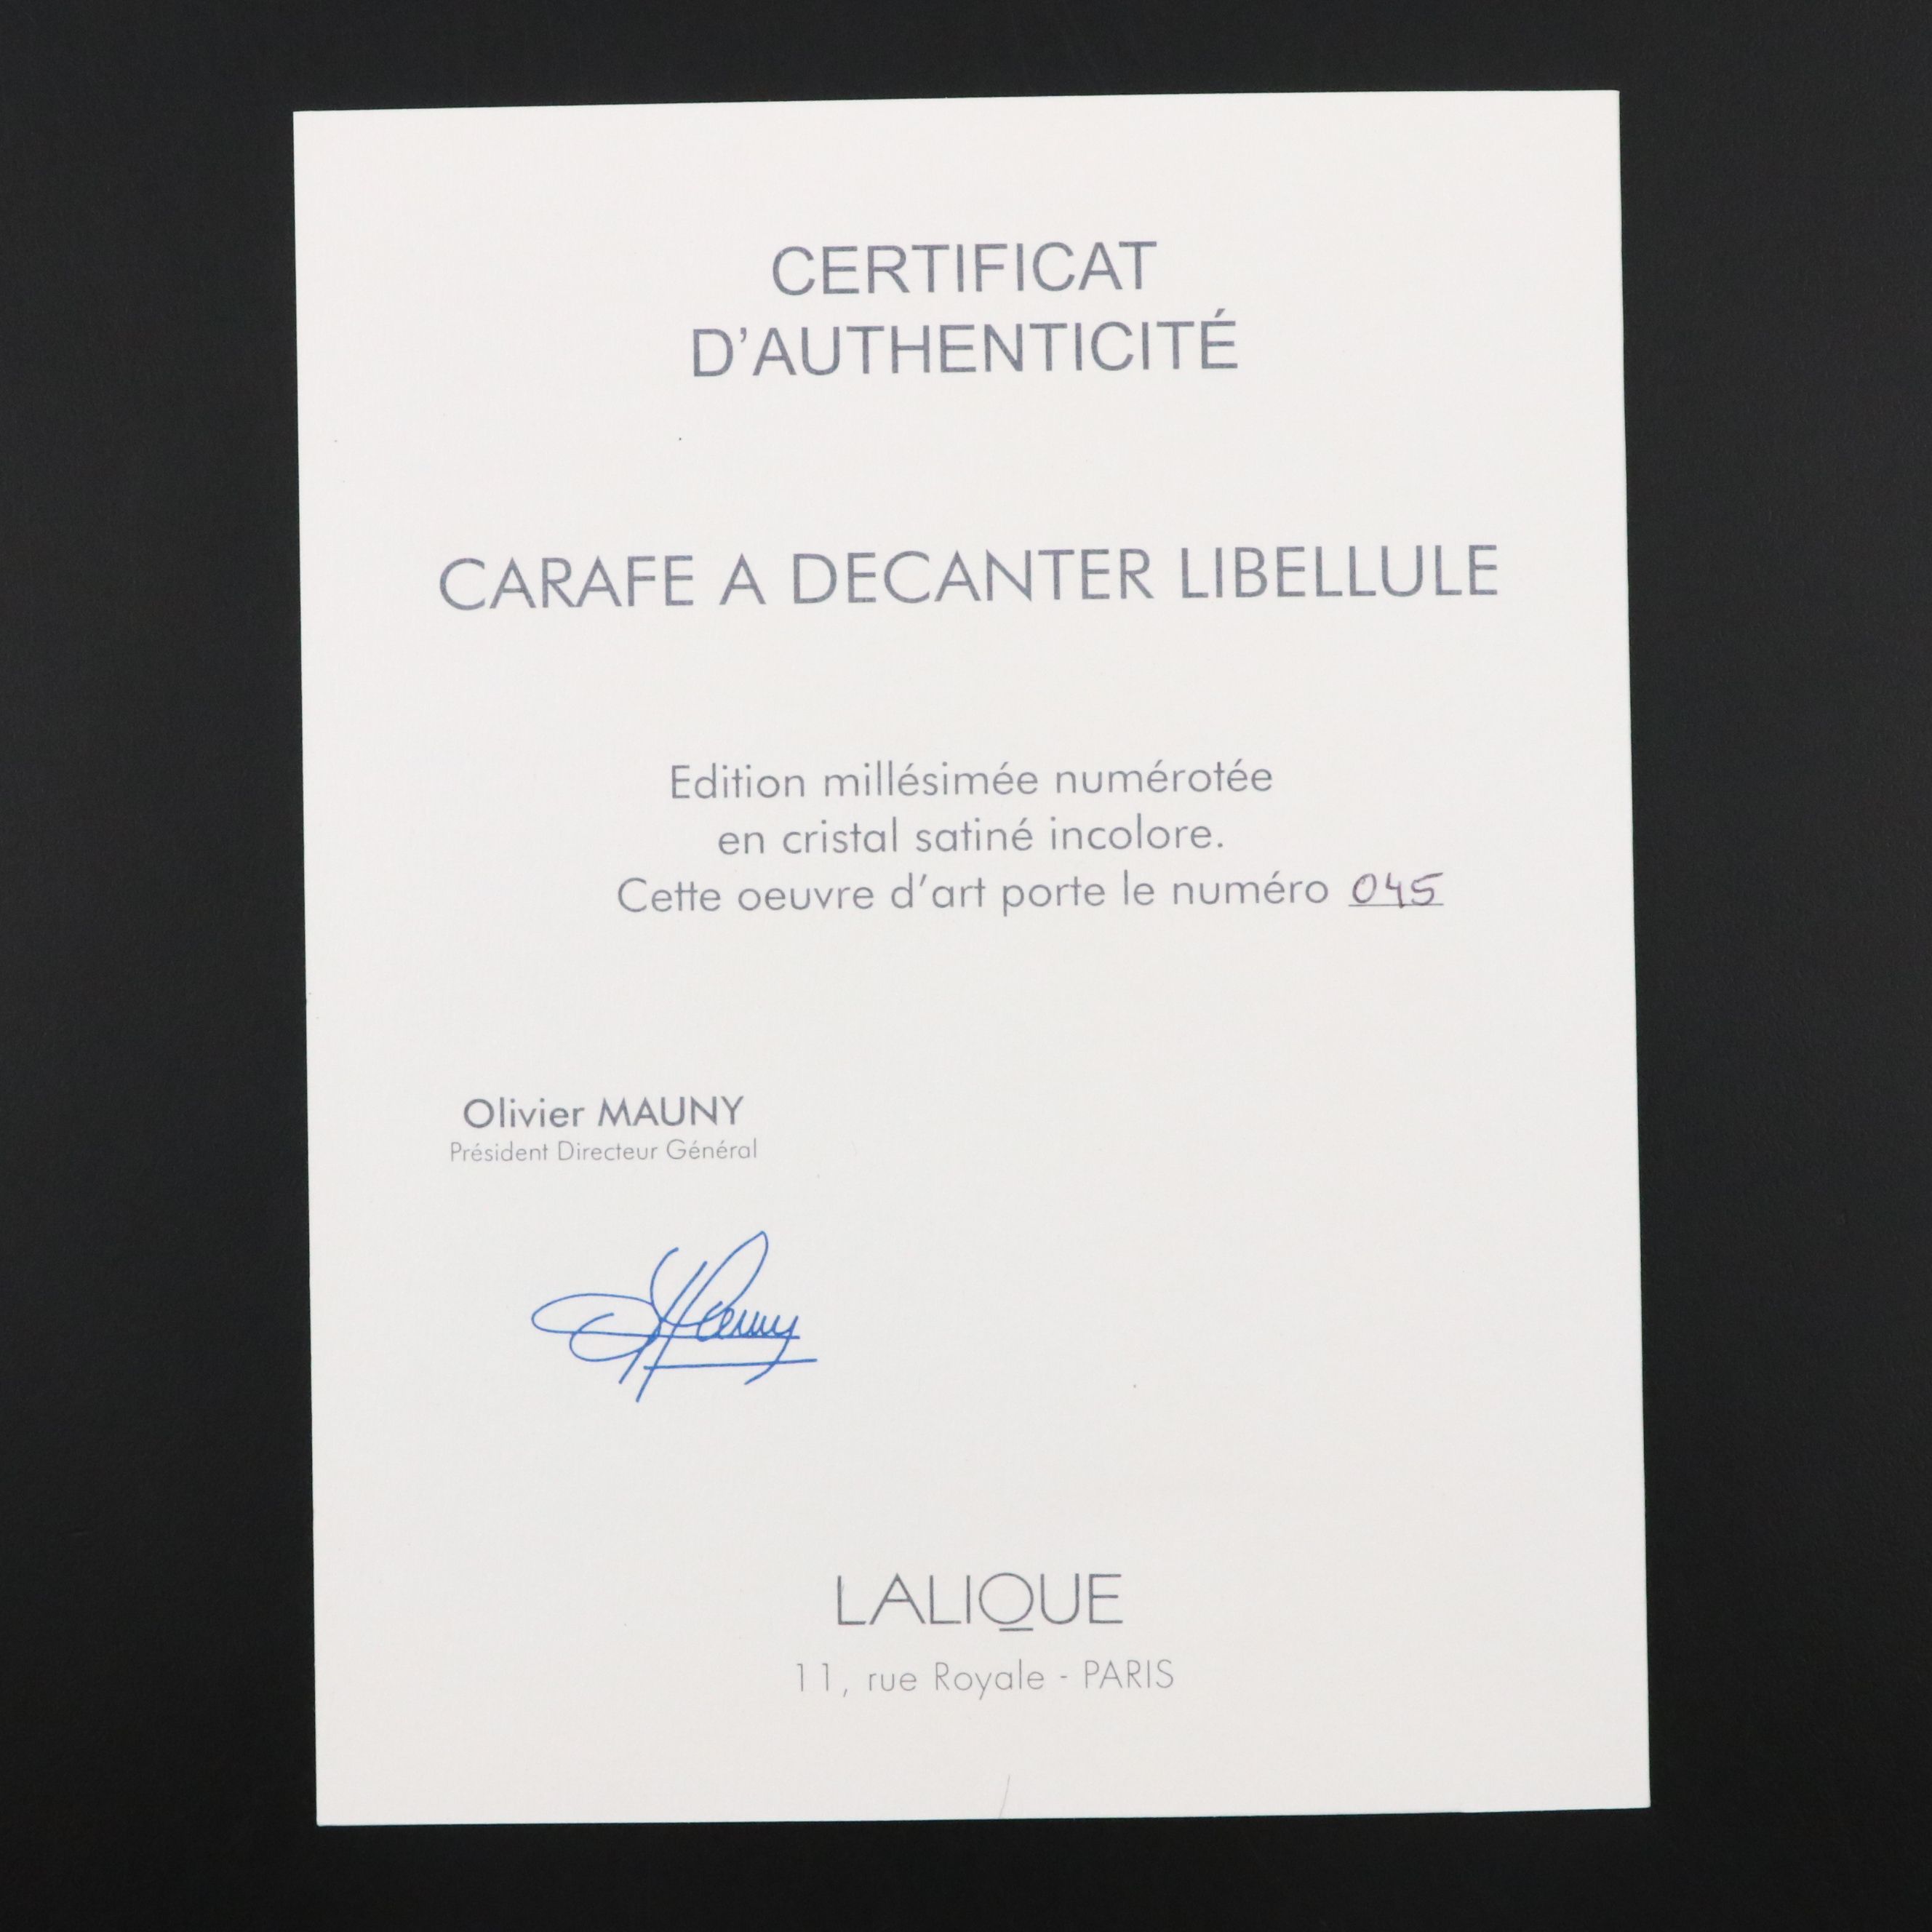 CERTIFICAT
D'AUTHENTICITÉ
CARAFE A DECANTER LIBELLULE
Edition millésimée numérotée
en cristal satiné incolore.
Cette oeuvre d'art porte le numéro 045
Olivier MAUNY
Président Directeur Général
LALIQUE
11, rue Royale - PARIS